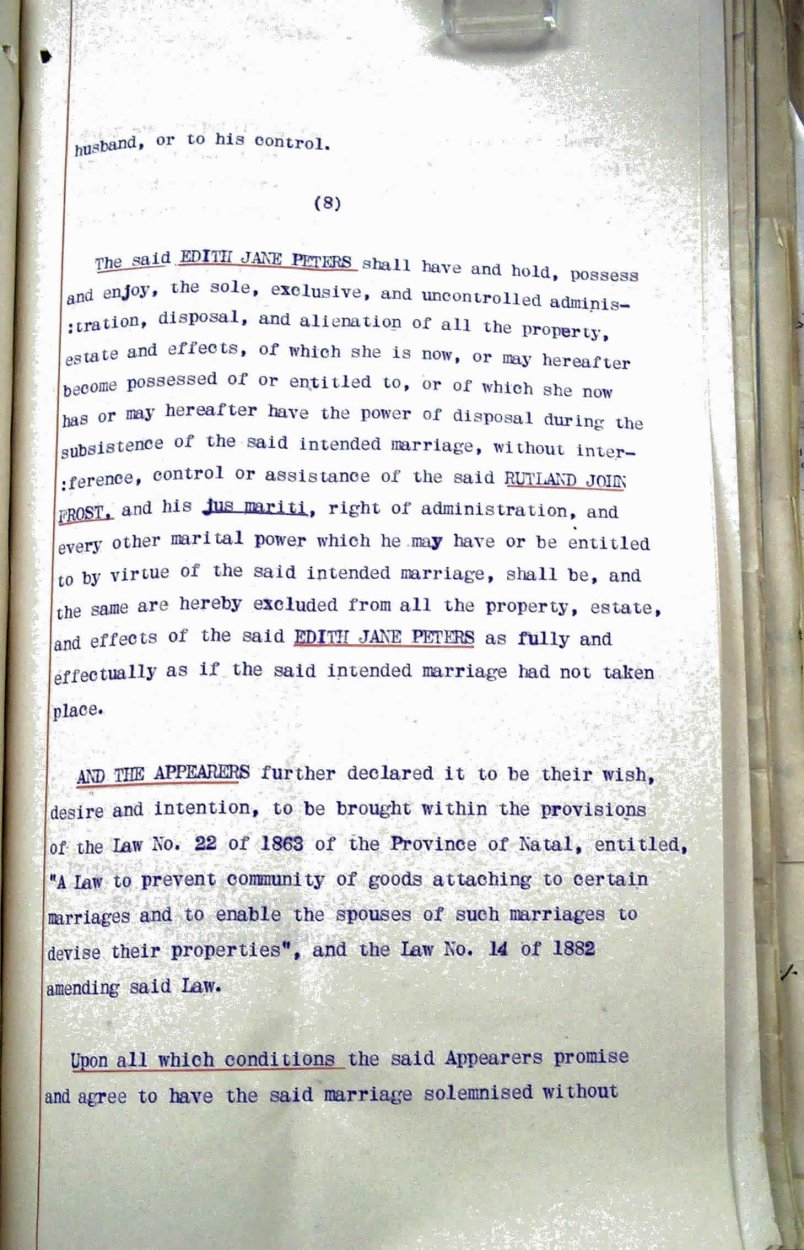 husband, or to his control.
(8)
The said EDITH JANE PETERS shall have and hold, possess
and enjoy, the sole, exclusive, and uncontrolled adminis-
:tration, disposal, and alienation of all the property,
estate and effects, of which she is now, or may hereafter
become possessed of or entitled to, or of which she now
has or may hereafter have the power of disposal during the
subsistence of the said intended marriage, without inter-
:ference, control or assistance of the said RUTLAND JOHN
FROST, and his jus mariti, right of administration, and
every other marital power which he may have or be entitled
to by virtue of the said intended marriage, shall be, and
the same are hereby excluded from all the property, estate,
and effects of the said EDITH JANE PETERS as fully and
effectually as if the said intended marriage had not taken
place.
AND THE APPEARERS further declared it to be their wish,
desire and intention, to be brought within the provisions
of the Law No. 22 of 1863 of the Province of Natal, entitled,
"A Law to prevent community of goods attaching to certain
marriages and to enable the spouses of such marriages to
devise their properties", and the Law No. 14 of 1882
amending said Law.
Upon all which conditions the said Appearers promise
and agree to have the said marriage solemnised without